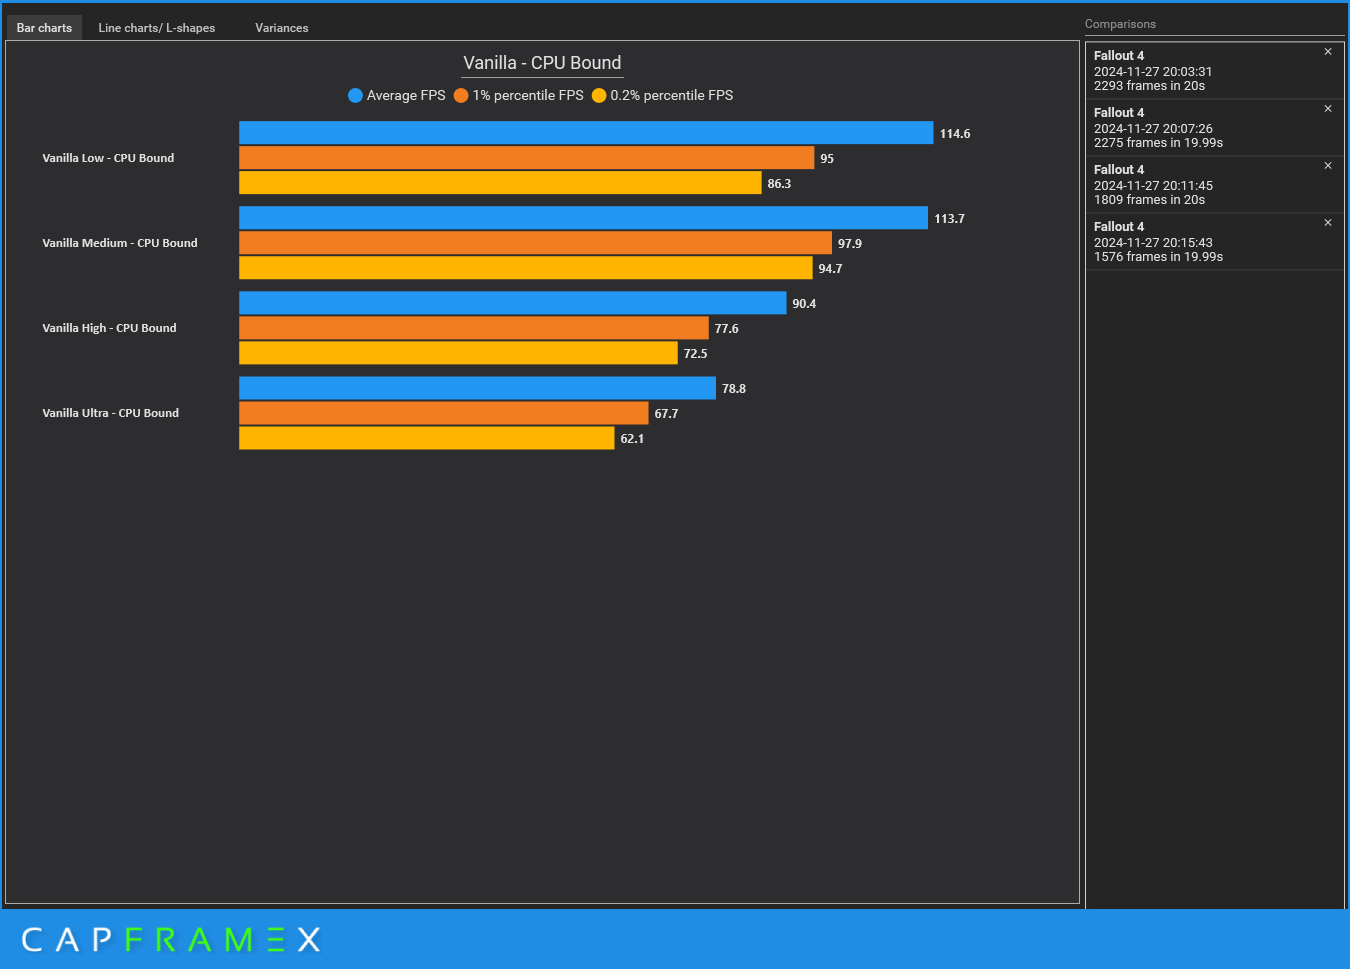 Bar charts
Line charts/ L-shapes
Variances
Comparisons
Vanilla - CPU Bound
Average FPS
1% percentile FPS
0.2% percentile FPS
Vanilla Low - CPU Bound
114.6
95
86.3
Vanilla Medium - CPU Bound
113.7
97.9
94.7
Vanilla High - CPU Bound
90.4
77.6
72.5
Vanilla Ultra - CPU Bound
78.8
67.7
62.1
Fallout 4
2024-11-27 20:03:31
2293 frames in 20s
Fallout 4
2024-11-27 20:07:26
2275 frames in 19.99s
Fallout 4
2024-11-27 20:11:45
1809 frames in 20s
Fallout 4
2024-11-27 20:15:43
1576 frames in 19.99s
CAPFRAMEX